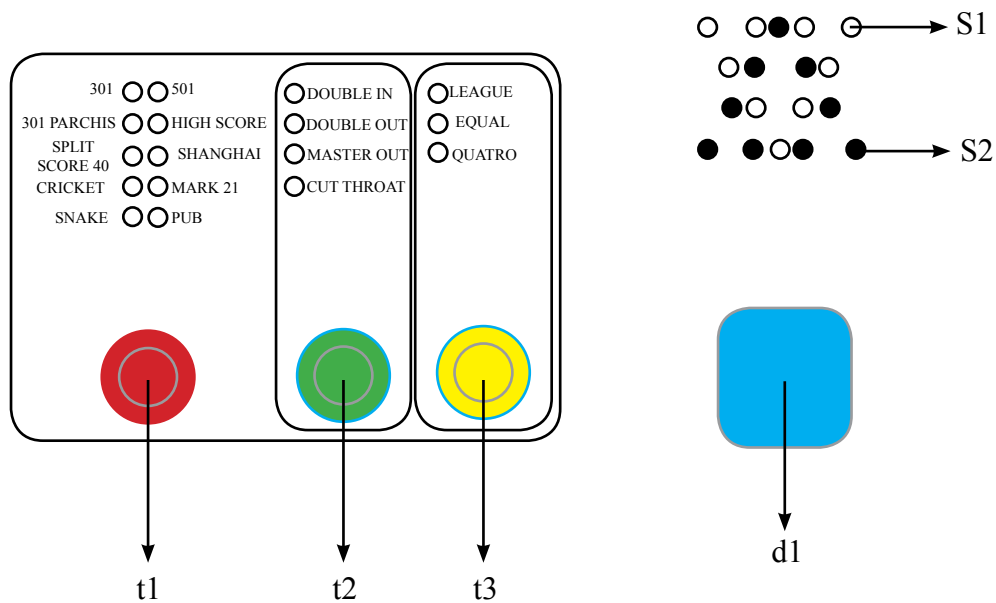 301 501
301 PARCHIS HIGH SCORE
SPLIT
SCORE 40 SHANGHAI
CRICKET MARK 21
SNAKE PUB
DOUBLE IN
DOUBLE OUT
MASTER OUT
CUT THROAT
LEAGUE
EQUAL
QUATRO
S1
S2
t1
t2
t3
d1